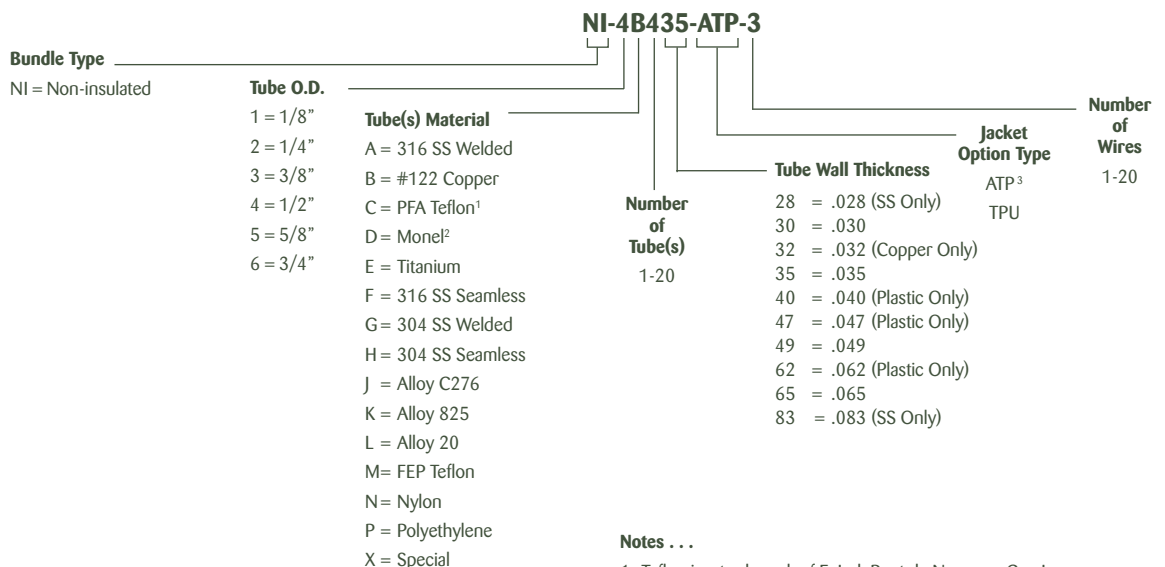 NI-4B435-ATP-3
Bundle Type
NI = Non-insulated
Tube O.D.
1 = 1/8"
2 = 1/4"
3 = 3/8"
4 = 1/2"
5 = 5/8"
6 = 3/4"
Tube(s) Material
A = 316 SS Welded
B = #122 Copper
C = PFA Teflon¹
D = Monel²
E = Titanium
F = 316 SS Seamless
G = 304 SS Welded
H = 304 SS Seamless
J = Alloy C276
K = Alloy 825
L = Alloy 20
M = FEP Teflon
N = Nylon
P = Polyethylene
X = Special
Number
of
Tube(s)
1-20
Tube Wall Thickness
28 = .028 (SS Only)
30 = .030
32 = .032 (Copper Only)
35 = .035
40 = .040 (Plastic Only)
47 = .047 (Plastic Only)
49 = .049
62 = .062 (Plastic Only)
65 = .065
83 = .083 (SS Only)
Jacket
Option Type
ATP³
TPU
Number
of
Wires
1-20
Notes . . .